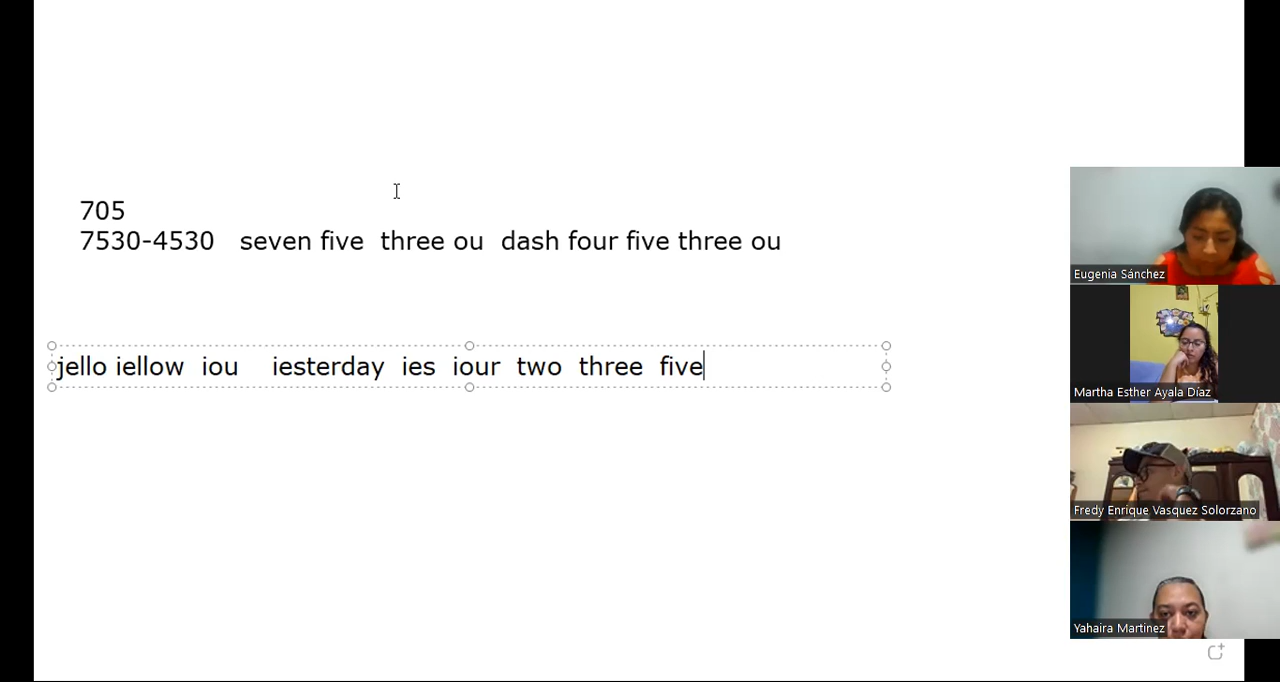 705
7530-4530 seven five three ou dash four five three ou
jello iellow iou iesterday ies iour two three five
Eugenia Sánchez
Martha Esther Ayala Díaz
Fredy Enrique Vasquez Solorzano
Yahaira Martinez